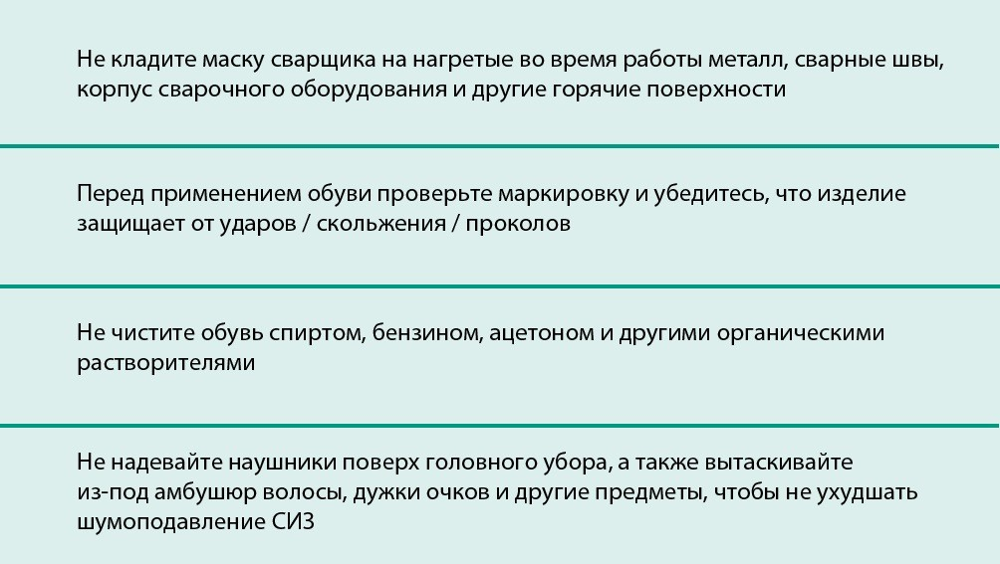 Не кладите маску сварщика на нагретые во время работы металл, сварные швы,
корпус сварочного оборудования и другие горячие поверхности
Перед применением обуви проверьте маркировку и убедитесь, что изделие
защищает от ударов / скольжения / проколов
Не чистите обувь спиртом, бензином, ацетоном и другими органическими
растворителями
Не надевайте наушники поверх головного убора, а также вытаскивайте
из-под амбушюр волосы, дужки очков и другие предметы, чтобы не ухудшать
шумоподавление СИЗ